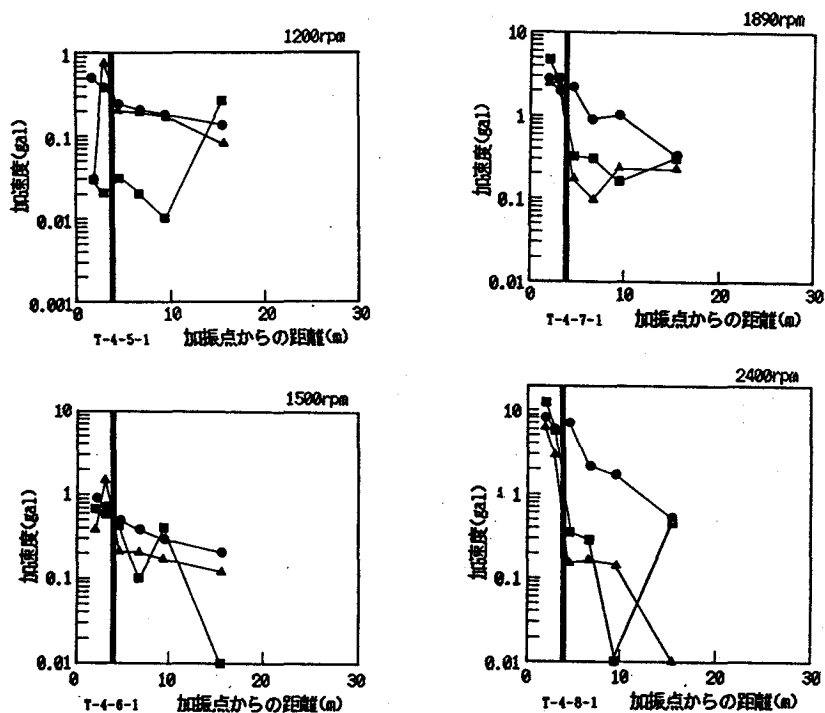 1200rpm
1
0.1
0.01
0.001
加速度(gal)
0 10 20 30
T-4-5-1 加振点からの距離(m)
1890rpm
10
1
0.1
0.01
加速度(gal)
0 10 20 30
T-4-7-1 加振点からの距離(m)
1500rpm
10
1
0.1
0.01
加速度(gal)
0 10 20 30
T-4-6-1 加振点からの距離(m)
2400rpm
10
1
0.1
0.01
加速度(gal)
0 10 20 30
T-4-8-1 加振点からの距離(m)